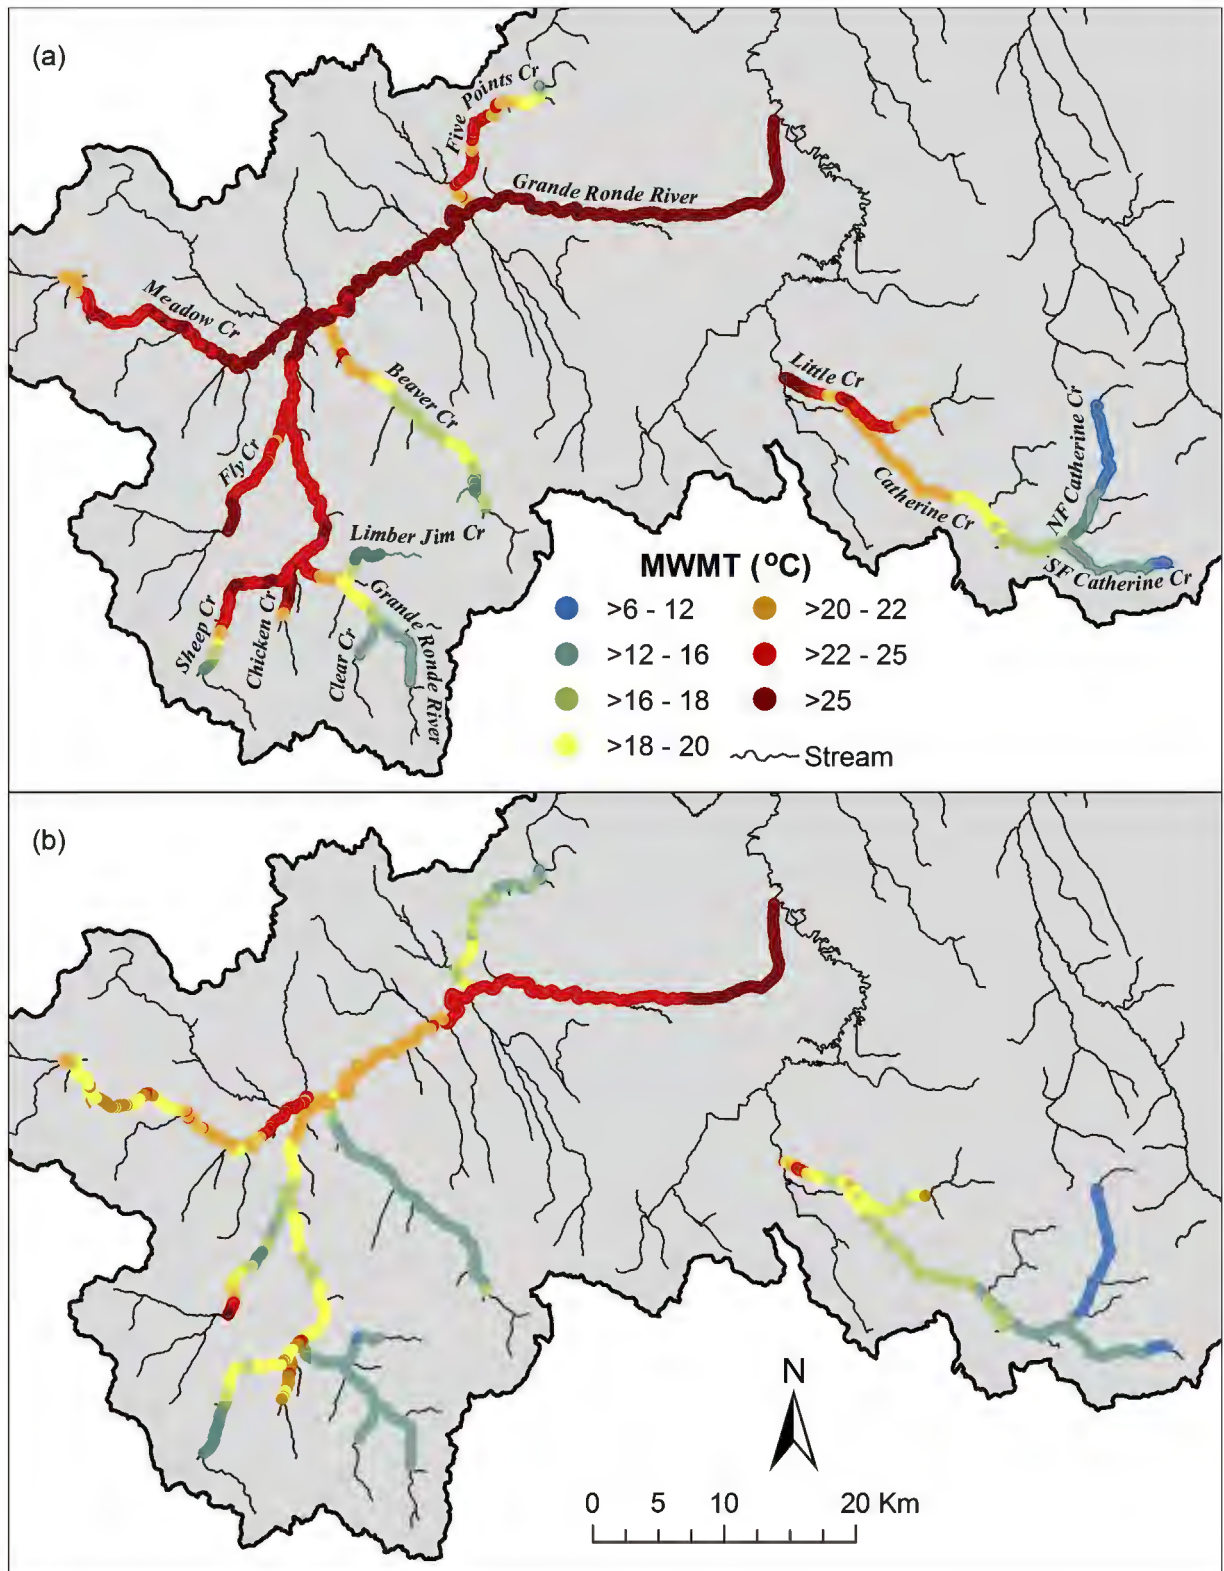 (a)
Five Points Cr
Grande Ronde River
Meadow Cr
Beaver Cr
Little Cr
Fly Cr
Catherine Cr
NF Catherine Cr
SF Catherine Cr
Limber Jim Cr
Grande Ronde River
Sheep Cr
Chicken Cr
Clear Cr
MWMT (°C)
>6 - 12
>20 - 22
>12 - 16
>22 - 25
>16 - 18
>25
>18 - 20
Stream
(b)
N
0 5 10 20 Km